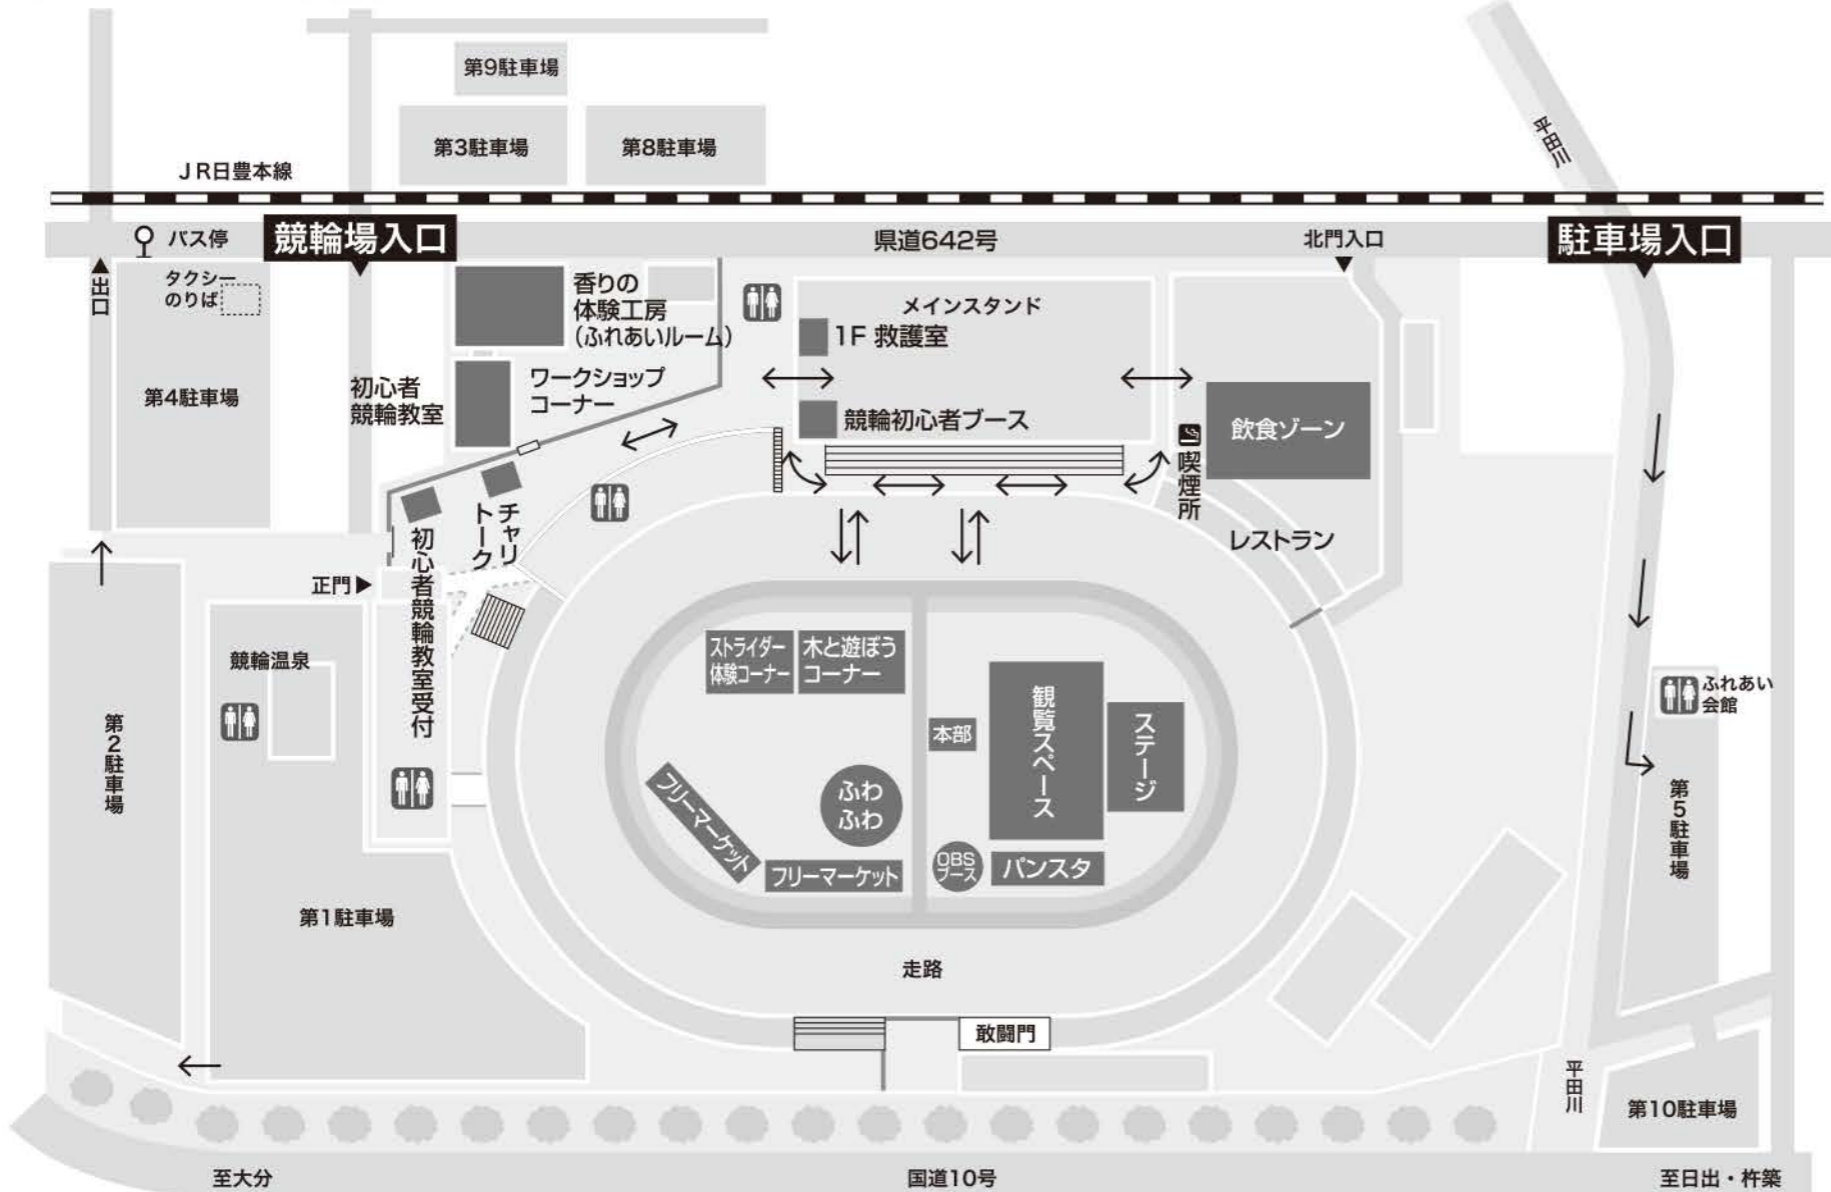 第9駐車場
第3駐車場
第8駐車場
平田川
JR日豊本線
バス停
競輪場入口
県道642号
北門入口
駐車場入口
出口
タクシー
のりば
香りの
体験工房
(ふれあいルーム)
メインスタンド
1F 救護室
第4駐車場
初心者
競輪教室
ワークショップ
コーナー
競輪初心者ブース
飲食ゾーン
喫煙所
チャリ
トーク
レストラン
初心者競輪教室受付
正門
競輪温泉
ストライダー
体験コーナー
木と遊ぼう
コーナー
観覧スペース
ステージ
本部
ふれあい
会館
第2駐車場
フリーマーケット
ふわ
ふわ
フリーマーケット
OBS
ブース
パンスタ
第5駐車場
第1駐車場
走路
敢闘門
平田川
第10駐車場
至大分
国道10号
至日出・杵築